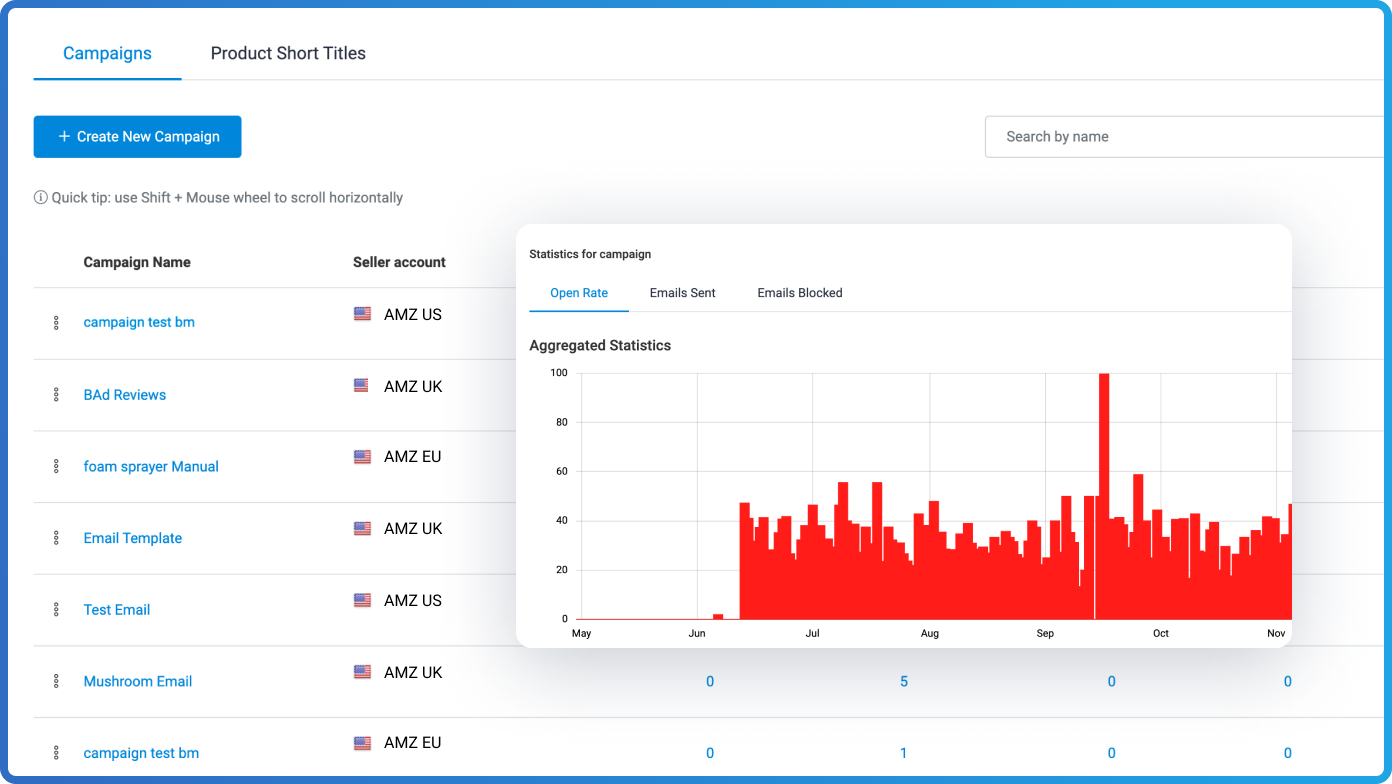 Campaigns Product Short Titles
+ Create New Campaign Search by name
Quick tip: use Shift + Mouse wheel to scroll horizontally
Campaign Name Seller account
campaign test bm AMZ US
BAd Reviews AMZ UK
foam sprayer Manual AMZ EU
Email Template AMZ UK
Test Email AMZ US
Mushroom Email AMZ UK 0 5 0 0
campaign test bm AMZ EU 0 1 0 0
Statistics for campaign
Open Rate Emails Sent Emails Blocked
Aggregated Statistics
100
80
60
40
20
0
May Jun Jul Aug Sep Oct Nov